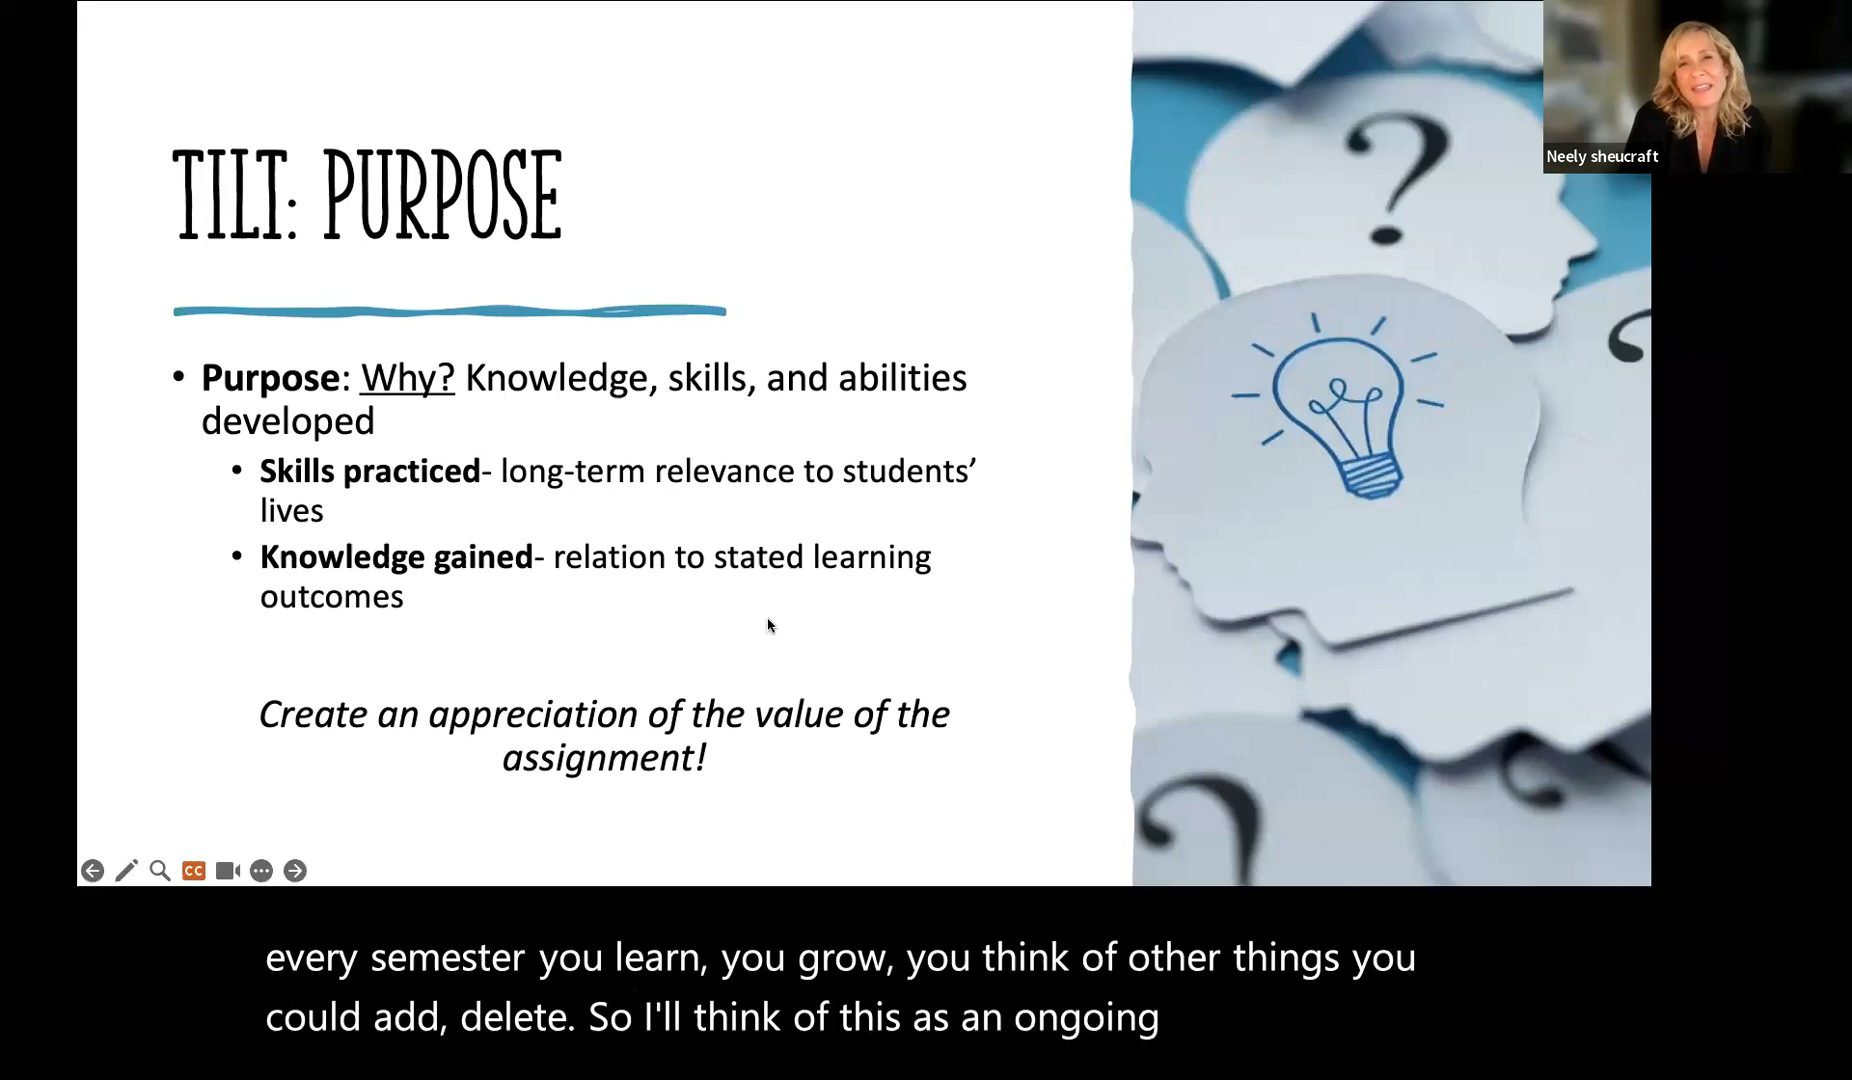 TILT: PURPOSE
• Purpose: Why? Knowledge, skills, and abilities
developed
• Skills practiced- long-term relevance to students’
lives
• Knowledge gained- relation to stated learning
outcomes
Create an appreciation of the value of the
assignment!
?
?
?
?
Neely sheucraft
CC
every semester you learn, you grow, you think of other things you
could add, delete. So I'll think of this as an ongoing